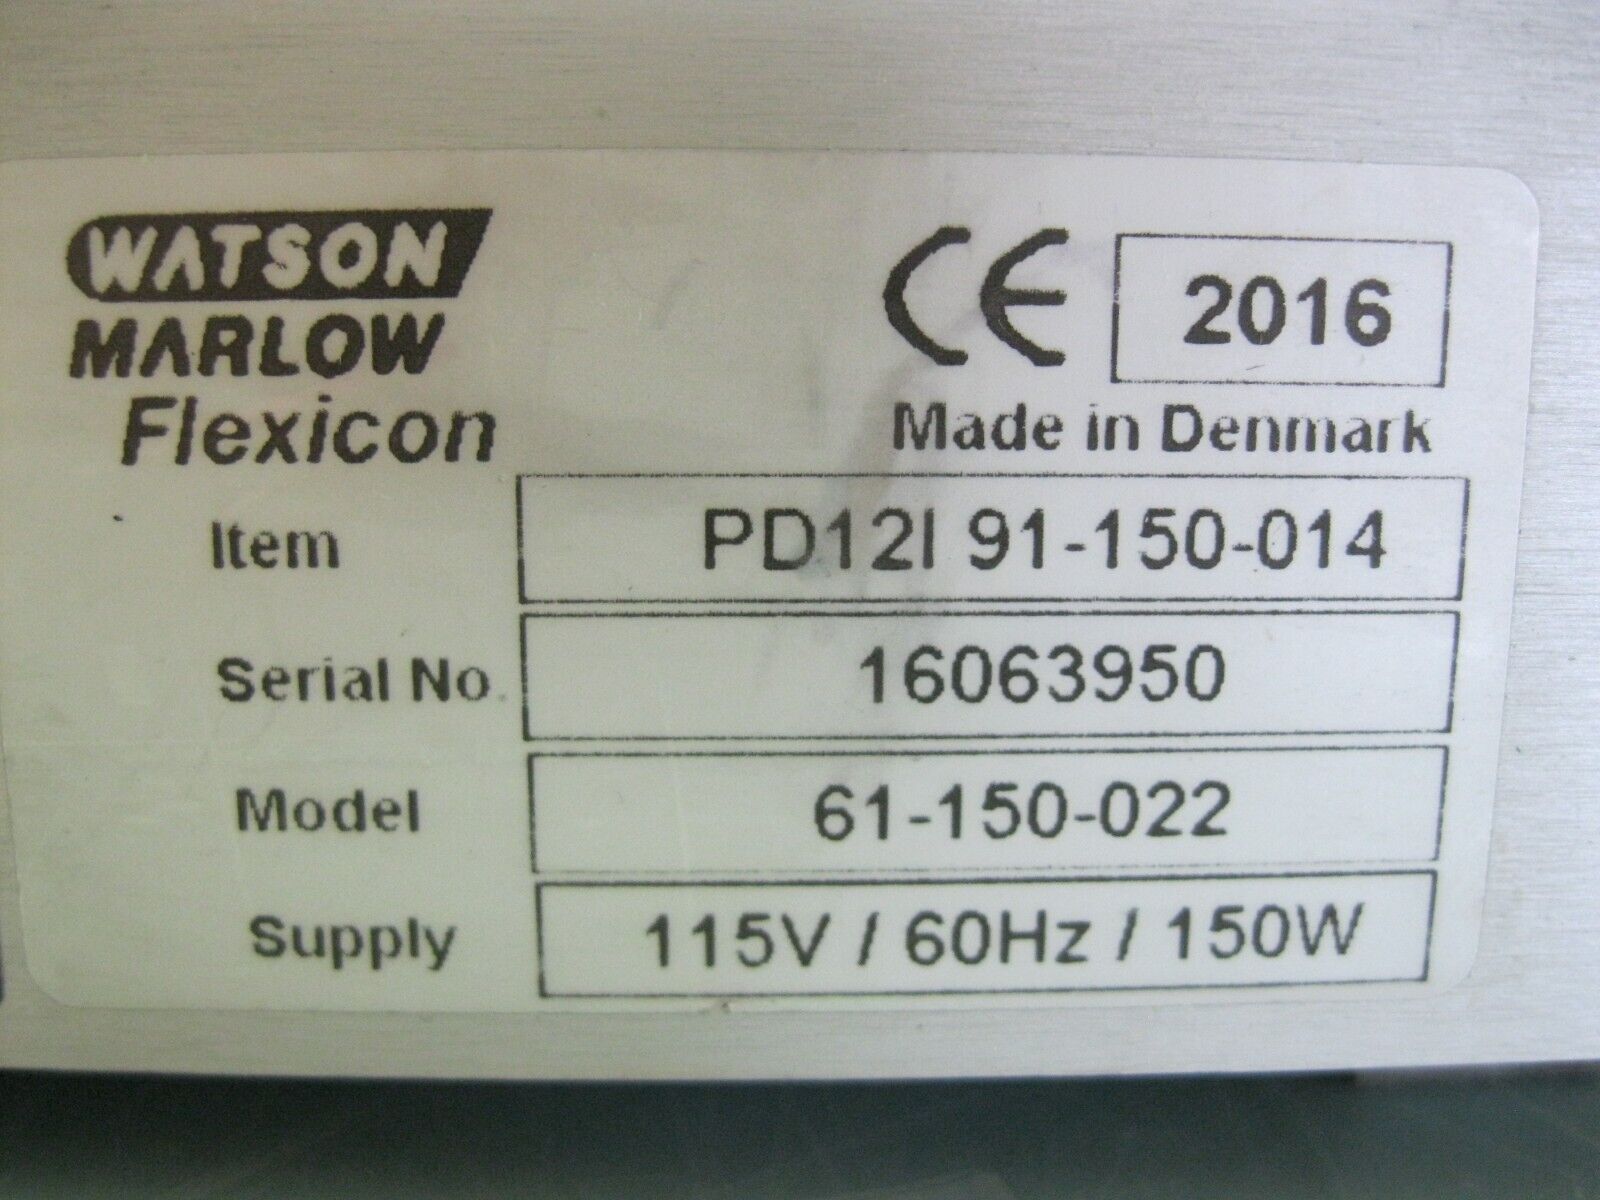 WATSON
MARLOW
Flexicon
CE 2016
Made in Denmark
Item PD12I 91-150-014
Serial No. 16063950
Model 61-150-022
Supply 115V / 60Hz / 150W